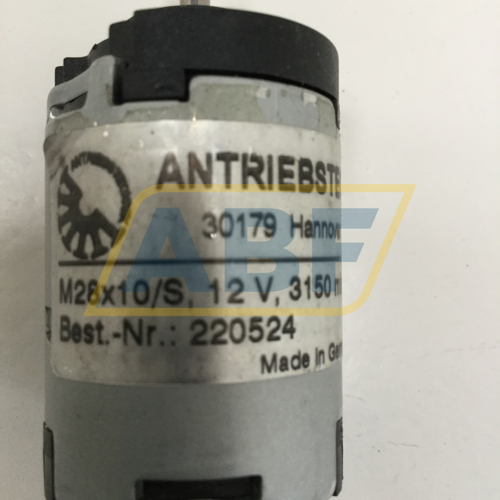 ANTRIEBSTE
30179 Hannov
M28x10/S, 12 V, 3150 m
Best.-Nr.: 220524
Made in Ger
ABF